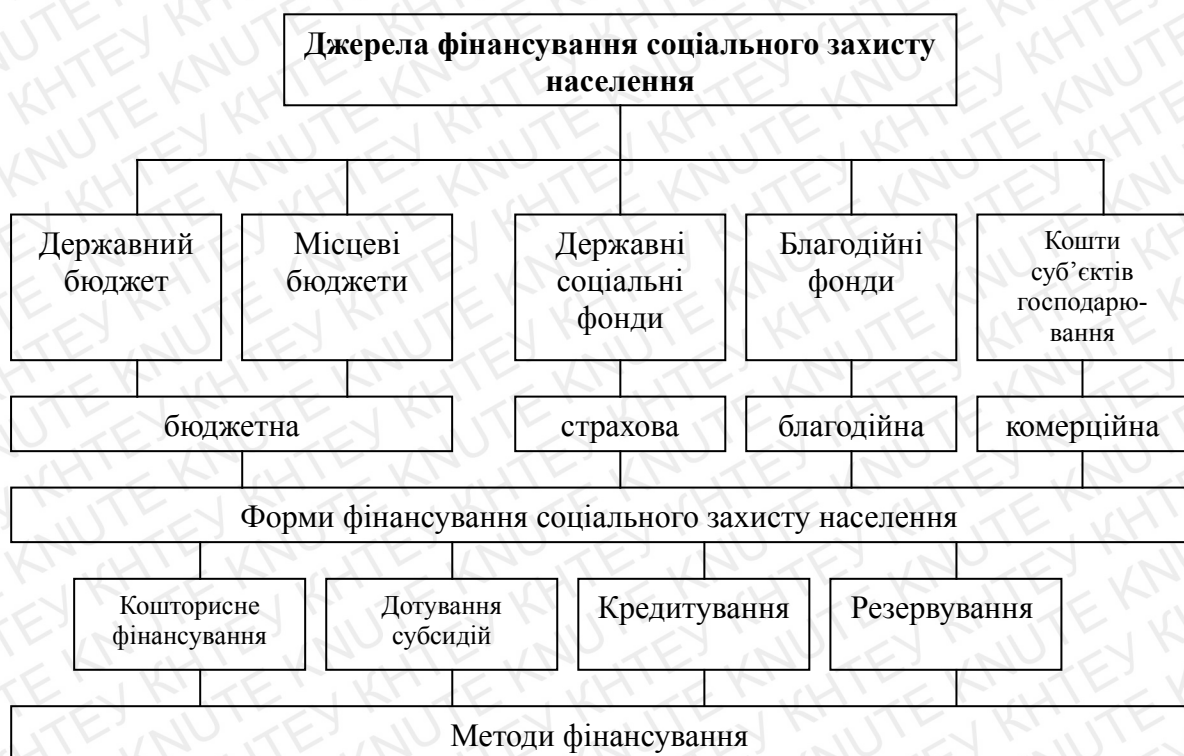 Джерела фінансування соціального захисту
населення
Державний
бюджет
Місцеві
бюджети
Державні
соціальні
фонди
Благодійні
фонди
Кошти
суб’єктів
господарю-
вання
бюджетна
страхова
благодійна
комерційна
Форми фінансування соціального захисту населення
Кошторисне
фінансування
Дотування
субсидій
Кредитування
Резервування
Методи фінансування